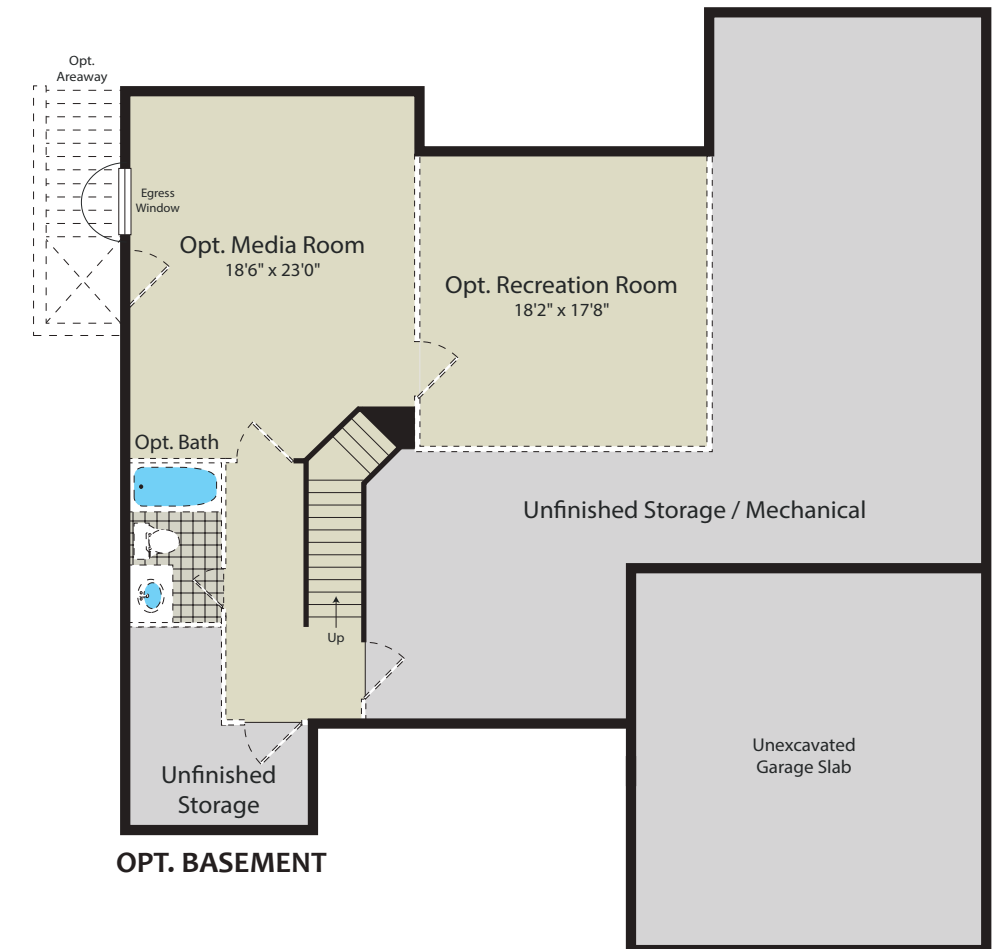 Opt.
Areaway
Egress
Window
Opt. Media Room
18'6" x 23'0"
Opt. Recreation Room
18'2" x 17'8"
Opt. Bath
Unfinished Storage / Mechanical
Up
Unexcavated
Garage Slab
Unfinished
Storage
OPT. BASEMENT